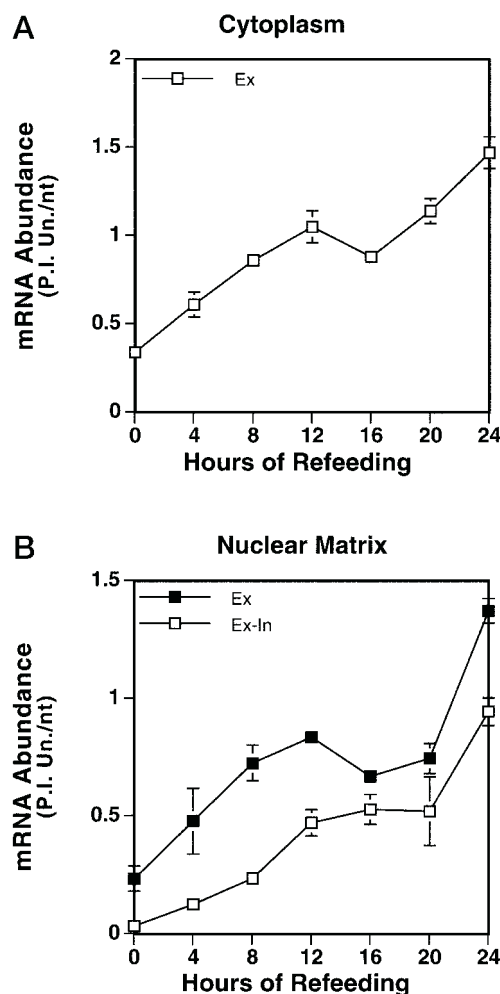 A
Cytoplasm
2
Ex
1.5
1
0.5
0
mRNA Abundance
(P.I. Un./nt)
0 4 8 12 16 20 24
Hours of Refeeding
B
Nuclear Matrix
1.5
Ex
Ex-In
1
0.5
0
mRNA Abundance
(P.I. Un./nt)
0 4 8 12 16 20 24
Hours of Refeeding